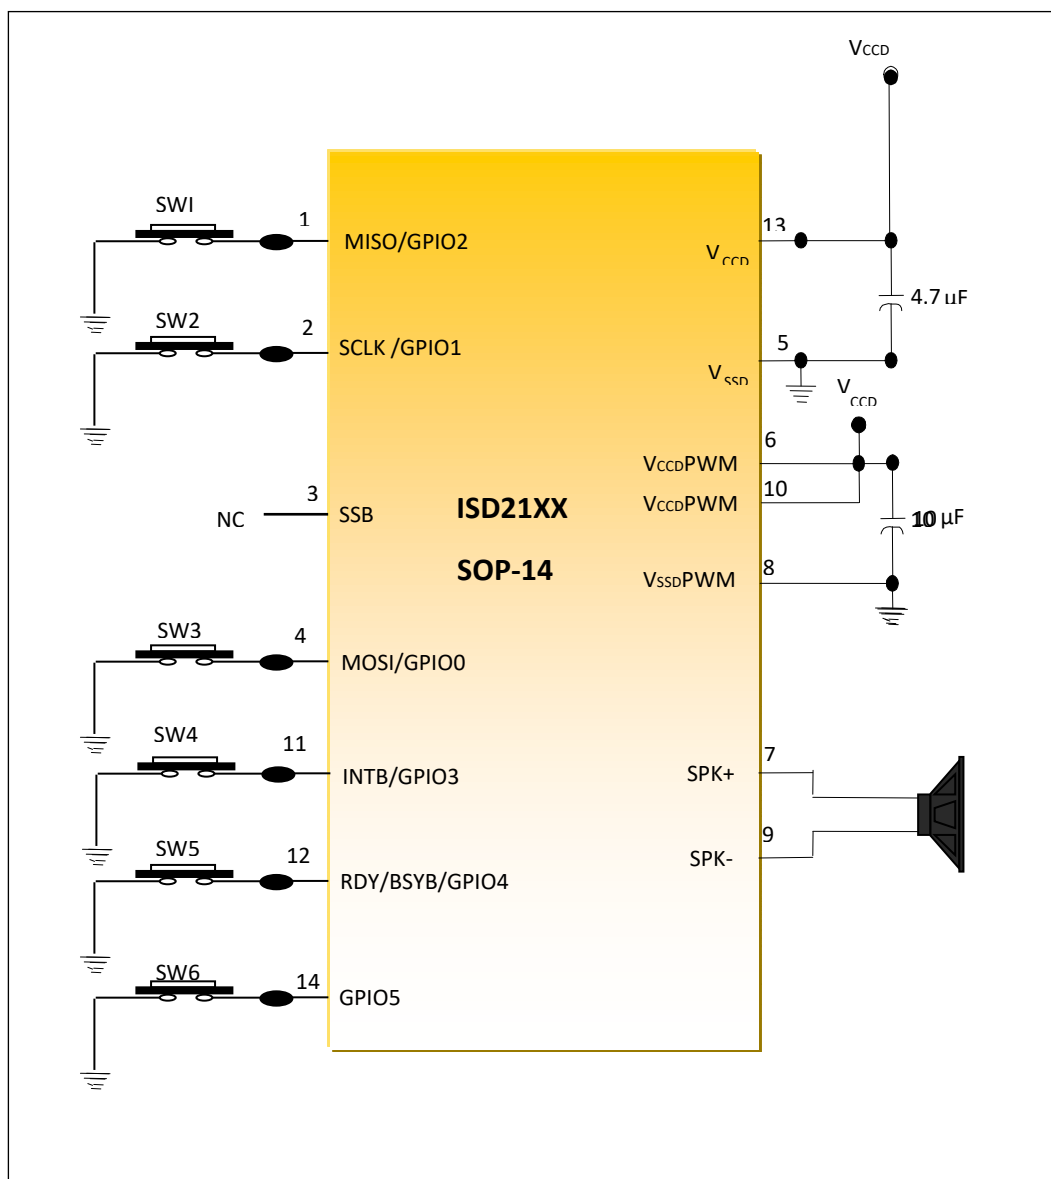 VCCD
SW1
1
MISO/GPIO2
13
VCCD
4.7 µF
SW2
2
SCLK /GPIO1
5
VSSD
VCCD
6
VCCDPWM
10
VCCDPWM
10 µF
3
NC
SSB
ISD21XX
SOP-14
8
VSSDPWM
SW3
4
MOSI/GPIO0
SW4
11
INTB/GPIO3
7
SPK+
9
SPK-
SW5
12
RDY/BSYB/GPIO4
SW6
14
GPIO5